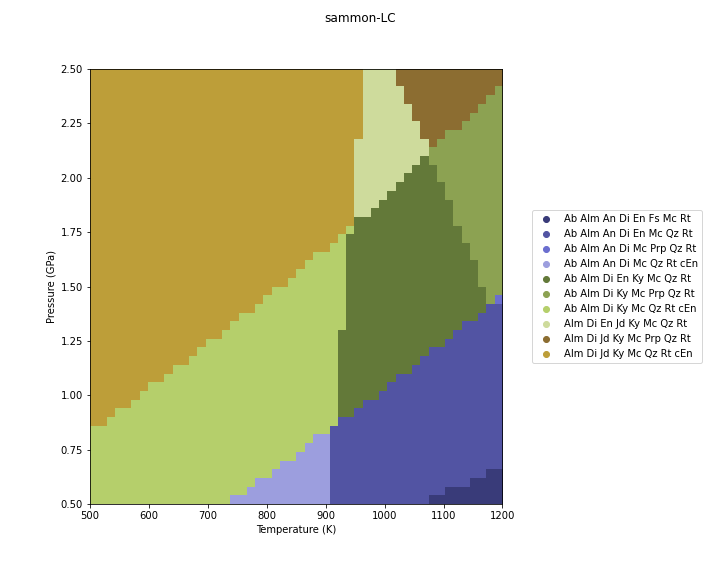 sammon-LC
2.50
2.25
2.00
1.75
1.50
1.25
1.00
0.75
0.50
Pressure (GPa)
500
600
700
800
900
1000
1100
1200
Temperature (K)
Ab Alm An Di En Fs Mc Rt
Ab Alm An Di En Mc Qz Rt
Ab Alm An Di Mc Prp Qz Rt
Ab Alm An Di Mc Qz Rt cEn
Ab Alm Di En Ky Mc Qz Rt
Ab Alm Di Ky Mc Prp Qz Rt
Ab Alm Di Ky Mc Qz Rt cEn
Alm Di En Jd Ky Mc Qz Rt
Alm Di Jd Ky Mc Prp Qz Rt
Alm Di Jd Ky Mc Qz Rt cEn